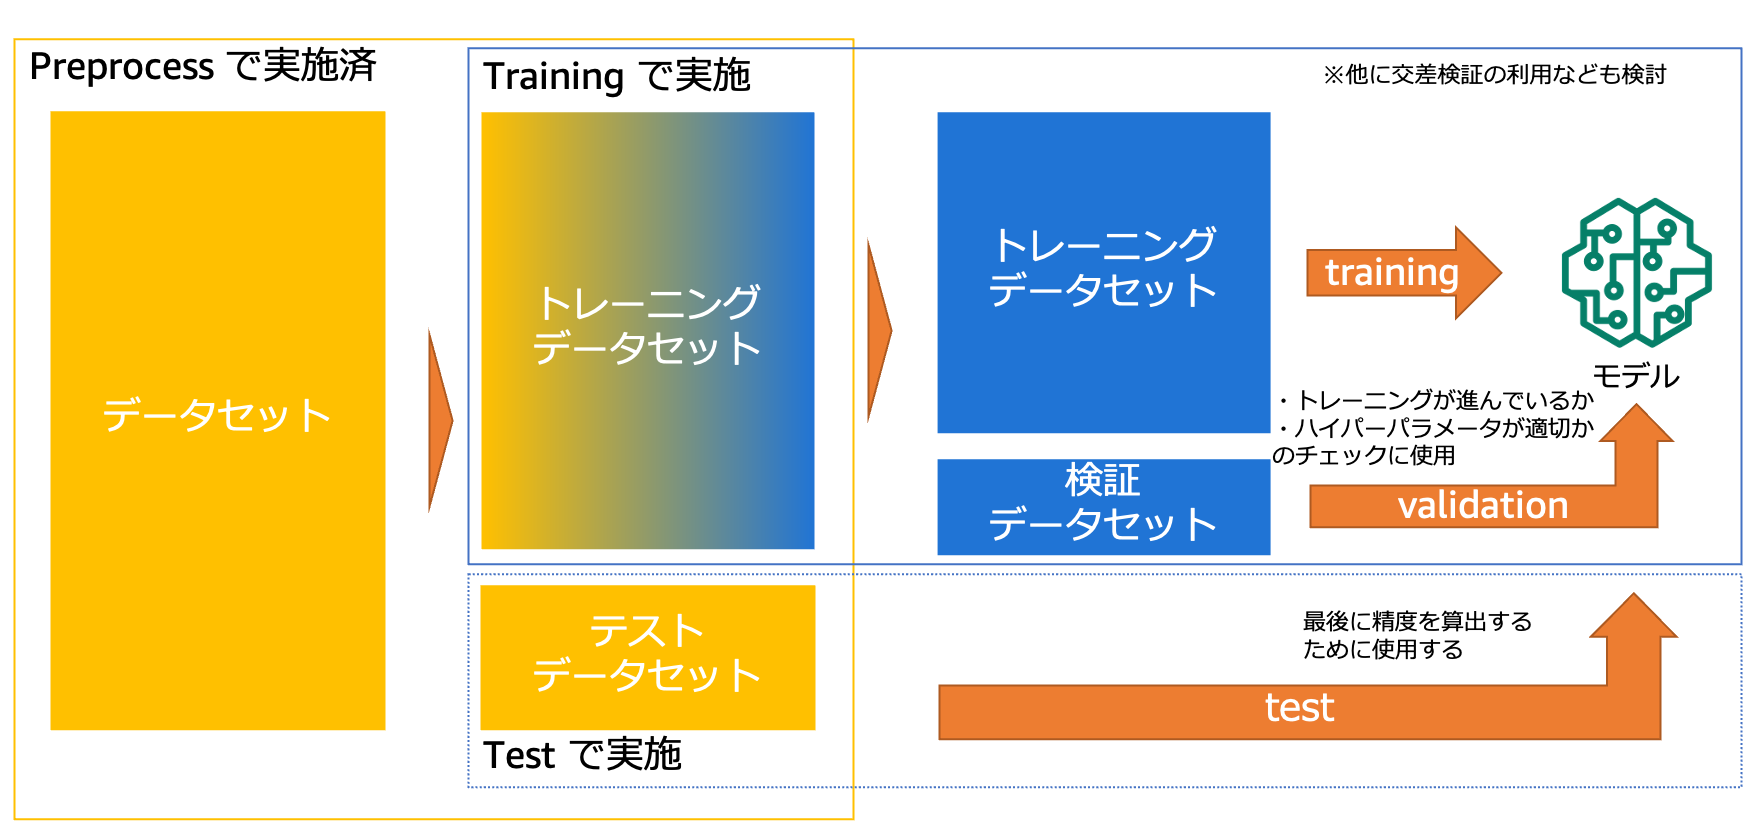 Preprocess で実施済
データセット
Training で実施
トレーニング
データセット
※他に交差検証の利用なども検討
トレーニング
データセット
training
モデル
・トレーニングが進んでいるか
・ハイパーパラメータが適切か
のチェックに使用
検証
データセット
validation
テスト
データセット
Test で実施
最後に精度を算出する
ために使用する
test